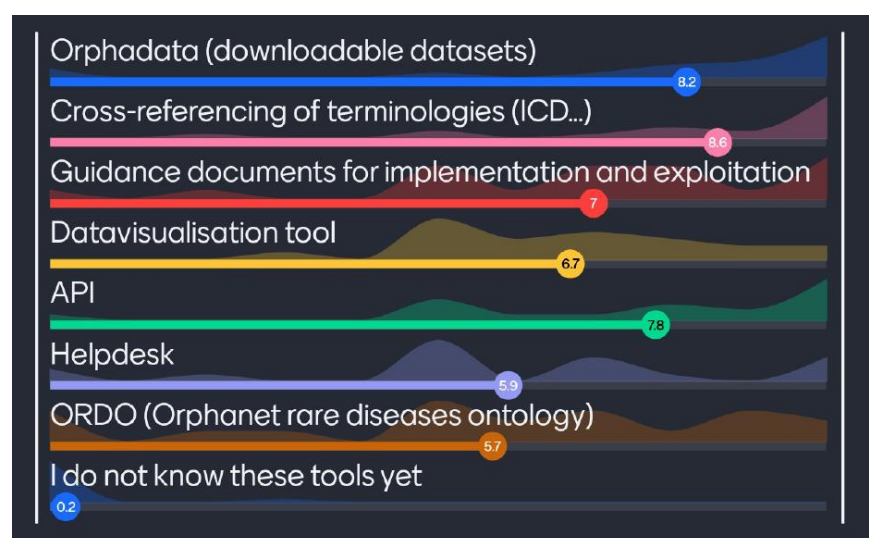 Orphadata (downloadable datasets)
8.2
Cross-referencing of terminologies (ICD...)
8.6
Guidance documents for implementation and exploitation
7
Datavisualisation tool
6.7
API
7.8
Helpdesk
5.9
ORDO (Orphanet rare diseases ontology)
5.7
I do not know these tools yet
0.2